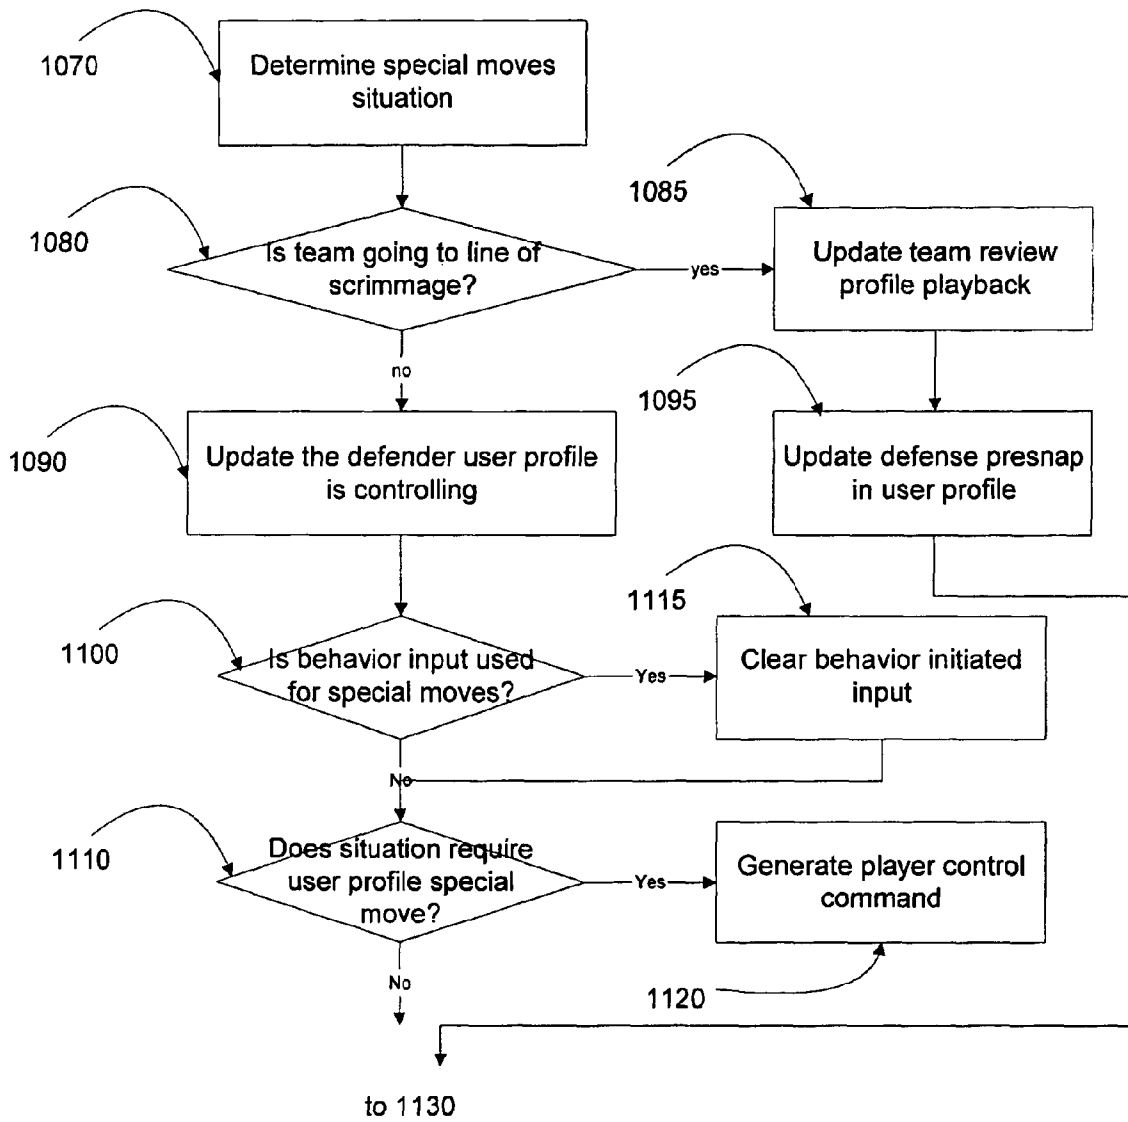 1070
Determine special moves
situation
1080
Is team going to line of
scrimmage?
yes
1085
Update team review
profile playback
no
1090
Update the defender user profile
is controlling
1095
Update defense presnap
in user profile
1100
Is behavior input used
for special moves?
Yes
1115
Clear behavior initiated
input
No
1110
Does situation require
user profile special
move?
Yes
Generate player control
command
1120
No
to 1130